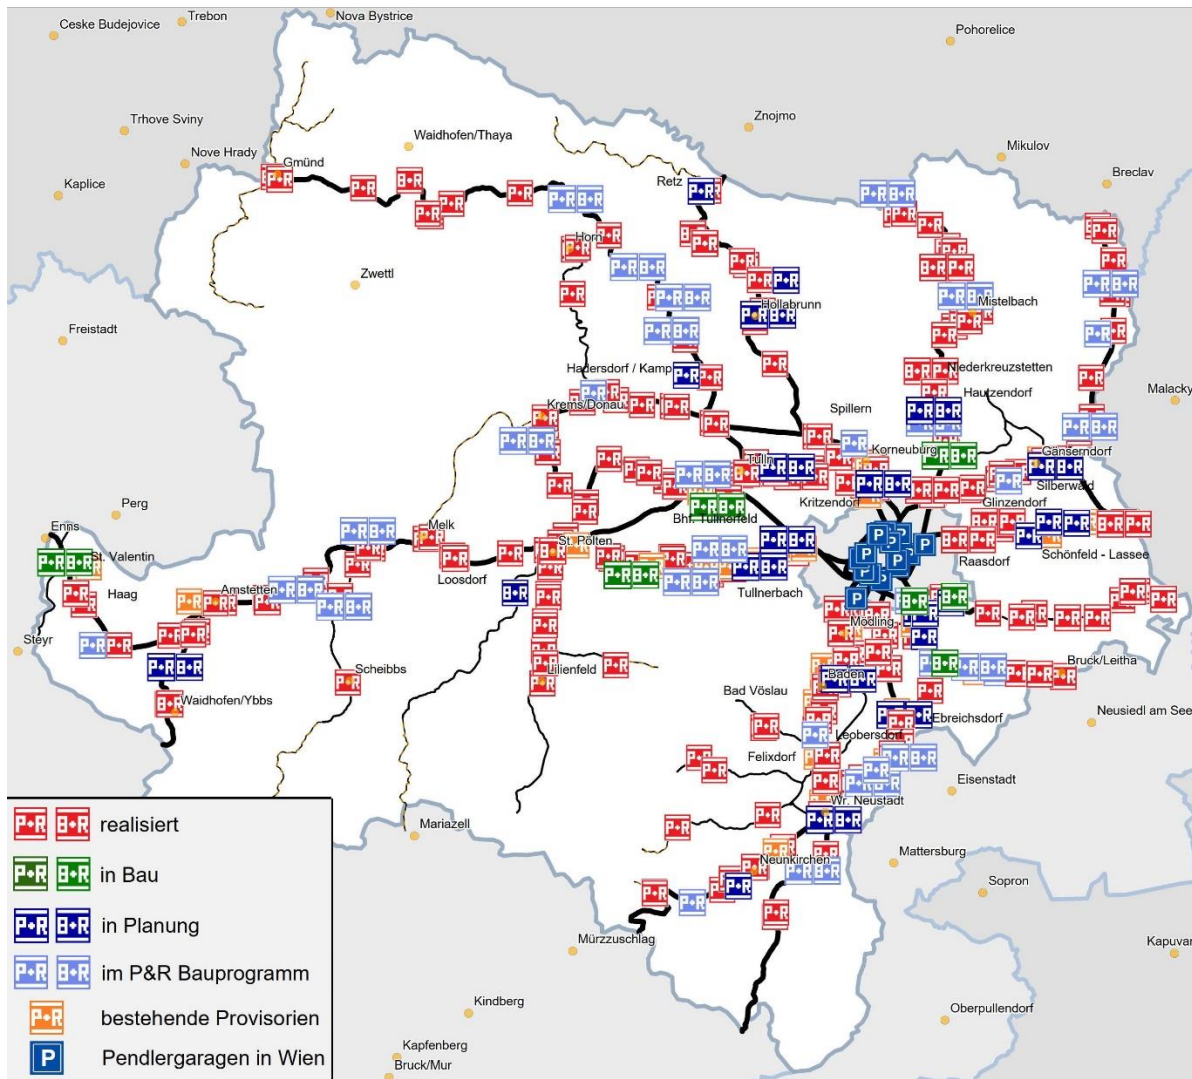 Trebon
Nova Bystrice
Ceske Budejovice
Pohorelice
Trhove Sviny
Znojmo
Waidhofen/Thaya
Nove Hrady
Gmünd
Mikulov
Kaplice
Retz
Breclav
Horn
Zwettl
Hollabrunn
Mistelbach
Freistadt
Hadersdorf / Kamp
Niederkreuzstetten
Hautzendorf
Malacky
Krems/Donau
Spillern
Korneuburg
Gänserndorf
Tulln
Silberwald
Kritzendorf
Glinzendorf
Perg
Bhf. Tullnerfeld
Enns
Melk
St. Pölten
Schönfeld - Lassee
St. Valentin
Raasdorf
Loosdorf
Haag
Amstetten
Tullnerbach
Mödling
Steyr
Scheibbs
Lilienfeld
Bruck/Leitha
Baden
Waidhofen/Ybbs
Bad Vöslau
Ebreichsdorf
Neusiedl am See
Leobersdorf
Felixdorf
Eisenstadt
Wr. Neustadt
Mariazell
Neunkirchen
Mattersburg
Sopron
Mürzzuschlag
Kapuvar
Kindberg
Oberpullendorf
Kapfenberg
Bruck/Mur
P+R B+R realisiert
P+R B+R in Bau
P+R B+R in Planung
P+R B+R im P&R Bauprogramm
P+R bestehende Provisorien
P Pendlergaragen in Wien